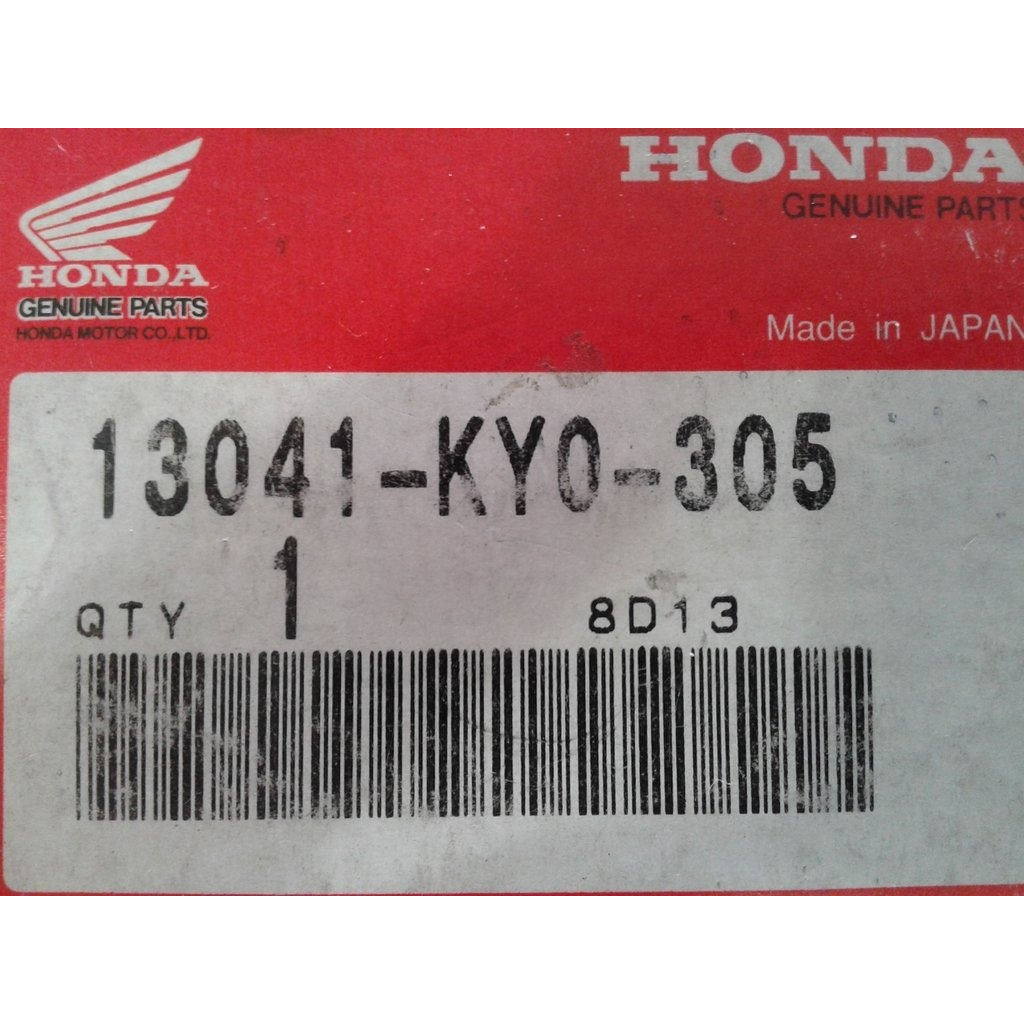 HONDA
GENUINE PARTS
HONDA MOTOR CO.,LTD.
HONDA
GENUINE PARTS
Made in JAPAN
13041-KY0-305
QTY 1 8D13